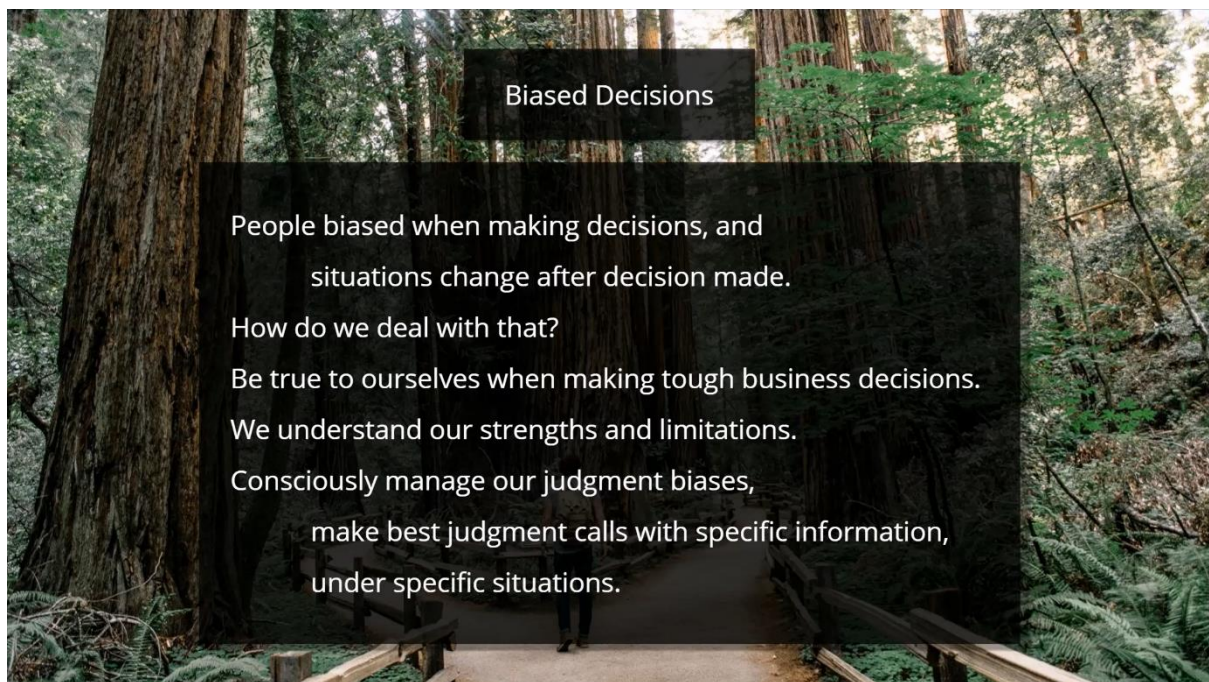 Biased Decisions
People biased when making decisions, and
situations change after decision made.
How do we deal with that?
Be true to ourselves when making tough business decisions.
We understand our strengths and limitations.
Consciously manage our judgment biases,
make best judgment calls with specific information,
under specific situations.